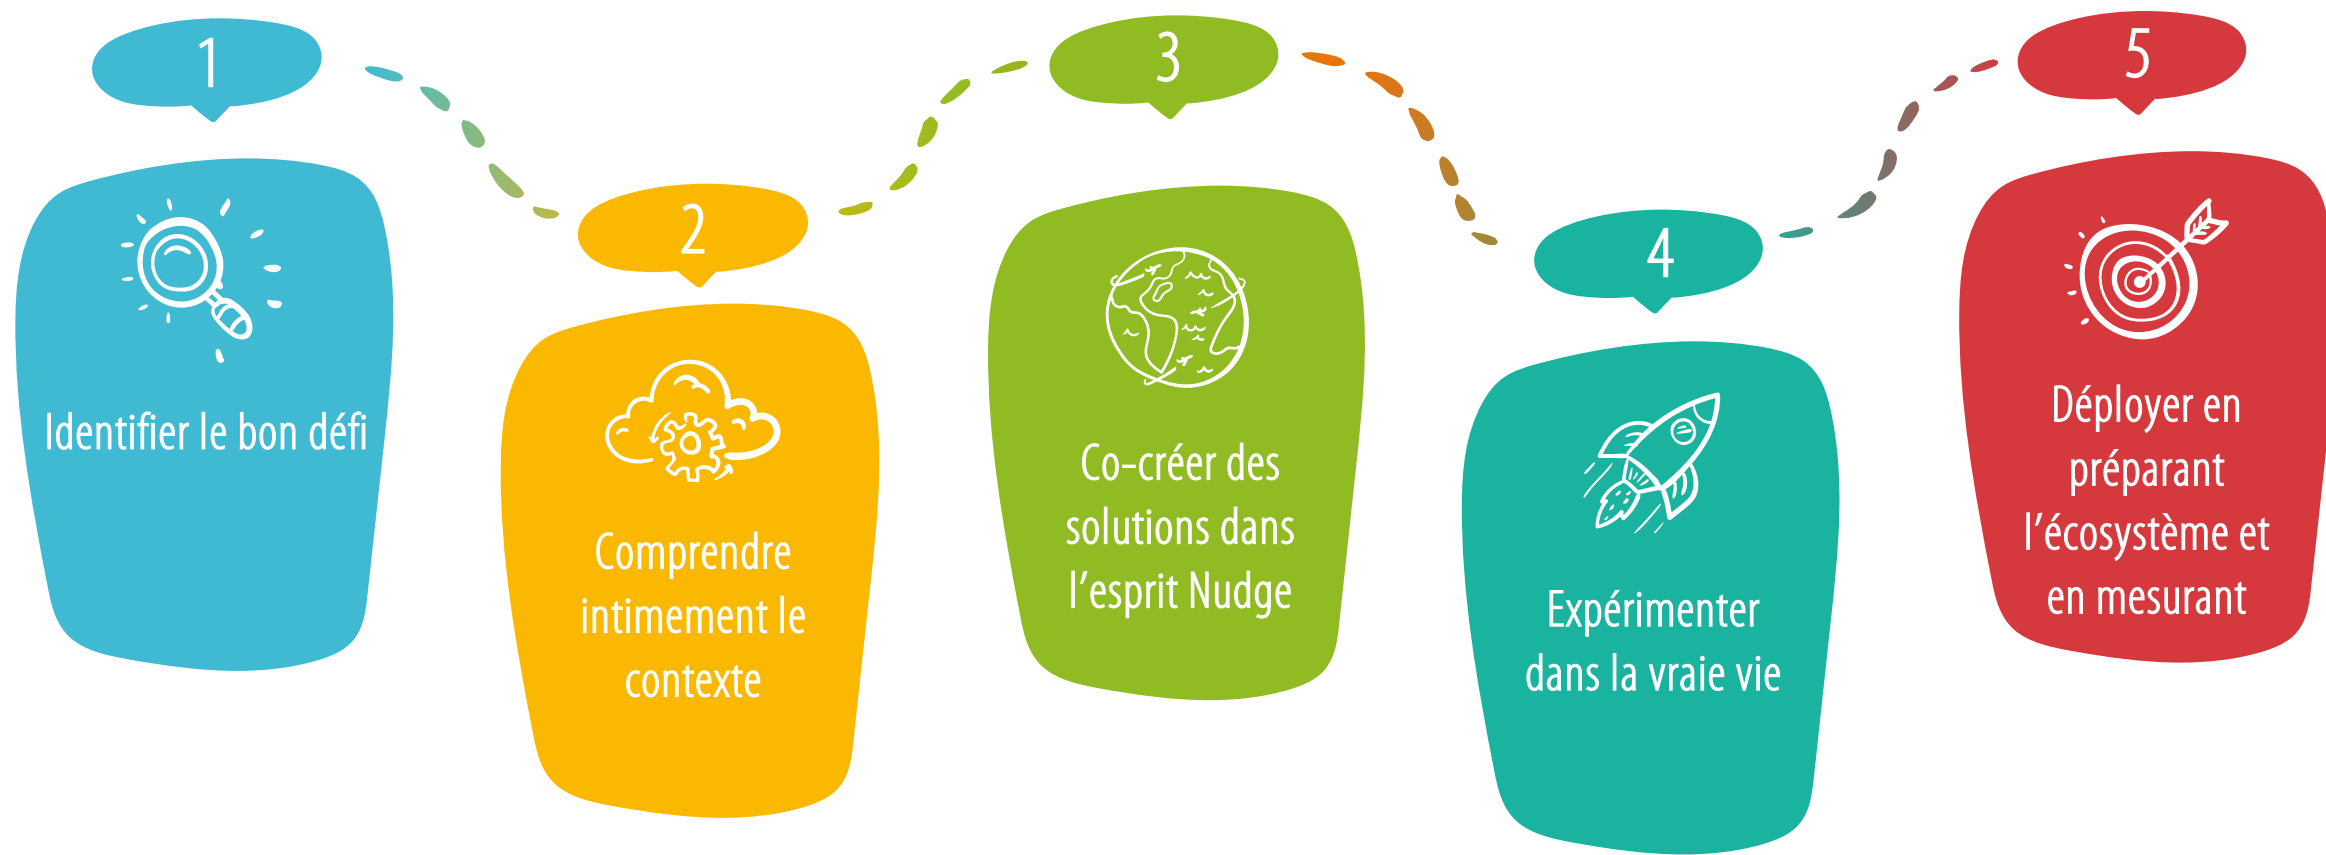 1
Identifier le bon défi
2
Comprendre
intimement le
contexte
3
Co-créer des
solutions dans
l’esprit Nudge
4
Expérimenter
dans la vraie vie
5
Déployer en
préparant
l’écosystème et
en mesurant